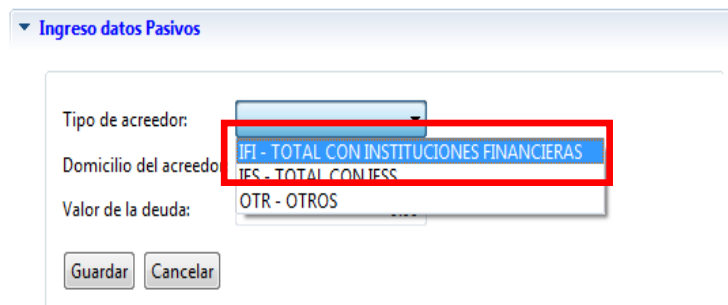 Ingreso datos Pasivos
Tipo de acreedor:
IFI - TOTAL CON INSTITUCIONES FINANCIERAS
Domicilio del acreedor
IES - TOTAL CON IESS
Valor de la deuda:
OTR - OTROS
Guardar Cancelar